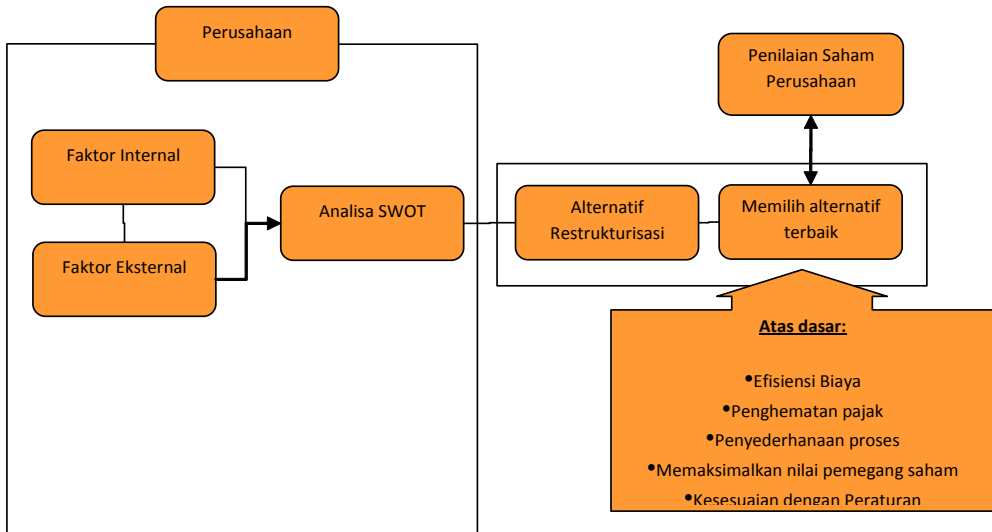 Perusahaan
Penilaian Saham
Perusahaan
Faktor Internal
Analisa SWOT
Alternatif
Restrukturisasi
Memilih alternatif
terbaik
Faktor Eksternal
Atas dasar:
•Efisiensi Biaya
•Penghematan pajak
•Penyederhanaan proses
•Memaksimalkan nilai pemegang saham
•Kesesuaian dengan Peraturan